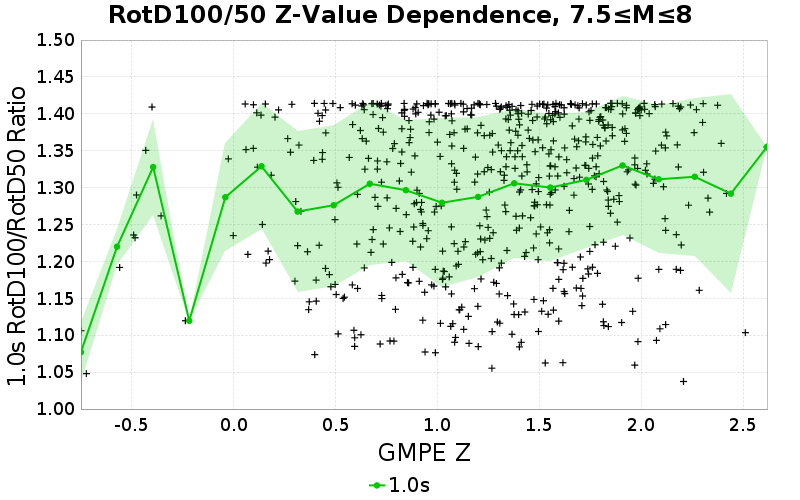 RotD100/50 Z-Value Dependence, 7.5≤M≤8
1.0s RotD100/RotD50 Ratio
1.50
1.45
1.40
1.35
1.30
1.25
1.20
1.15
1.10
1.05
1.00
-0.5 0.0 0.5 1.0 1.5 2.0 2.5
GMPE Z
1.0s